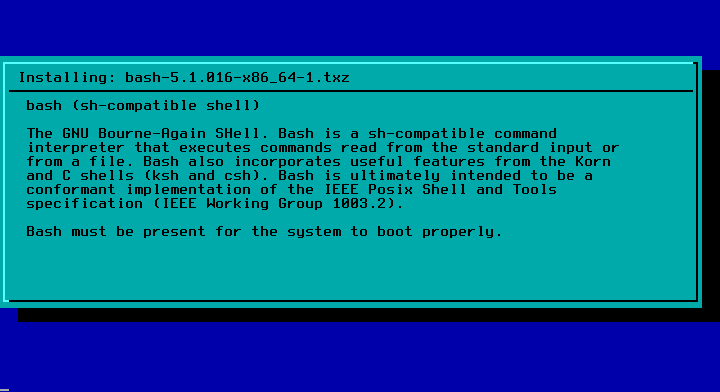 Installing: bash-5.1.016-x86_64-1.txz
bash (sh-compatible shell)
The GNU Bourne-Again SHell. Bash is a sh-compatible command
interpreter that executes commands read from the standard input or
from a file. Bash also incorporates useful features from the Korn
and C shells (ksh and csh). Bash is ultimately intended to be a
conformant implementation of the IEEE Posix Shell and Tools
specification (IEEE Working Group 1003.2).
Bash must be present for the system to boot properly.